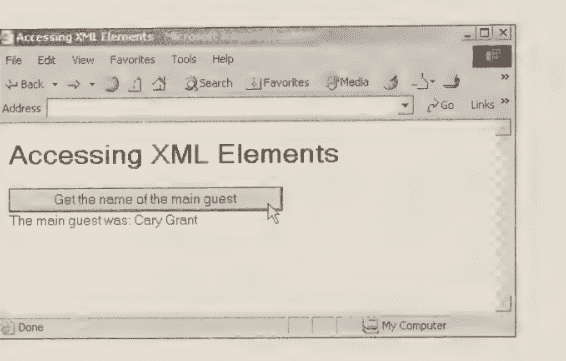 Accessing XML Elements - Microsoft
File Edit View Favorites Tools Help
Back Search Favorites Media »
Address Go Links »
Accessing XML Elements
Get the name of the main guest
The main guest was: Cary Grant
Done My Computer